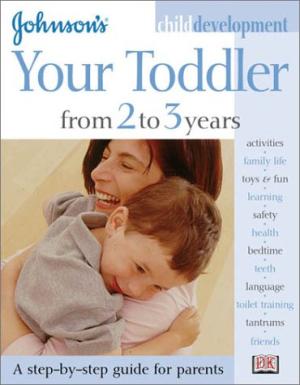 Johnson's
child development
Your Toddler
from 2 to 3 years
activities
family life
toys & fun
learning
safety
health
bedtime
teeth
language
toilet training
tantrums
friends
A step-by-step guide for parents
DK